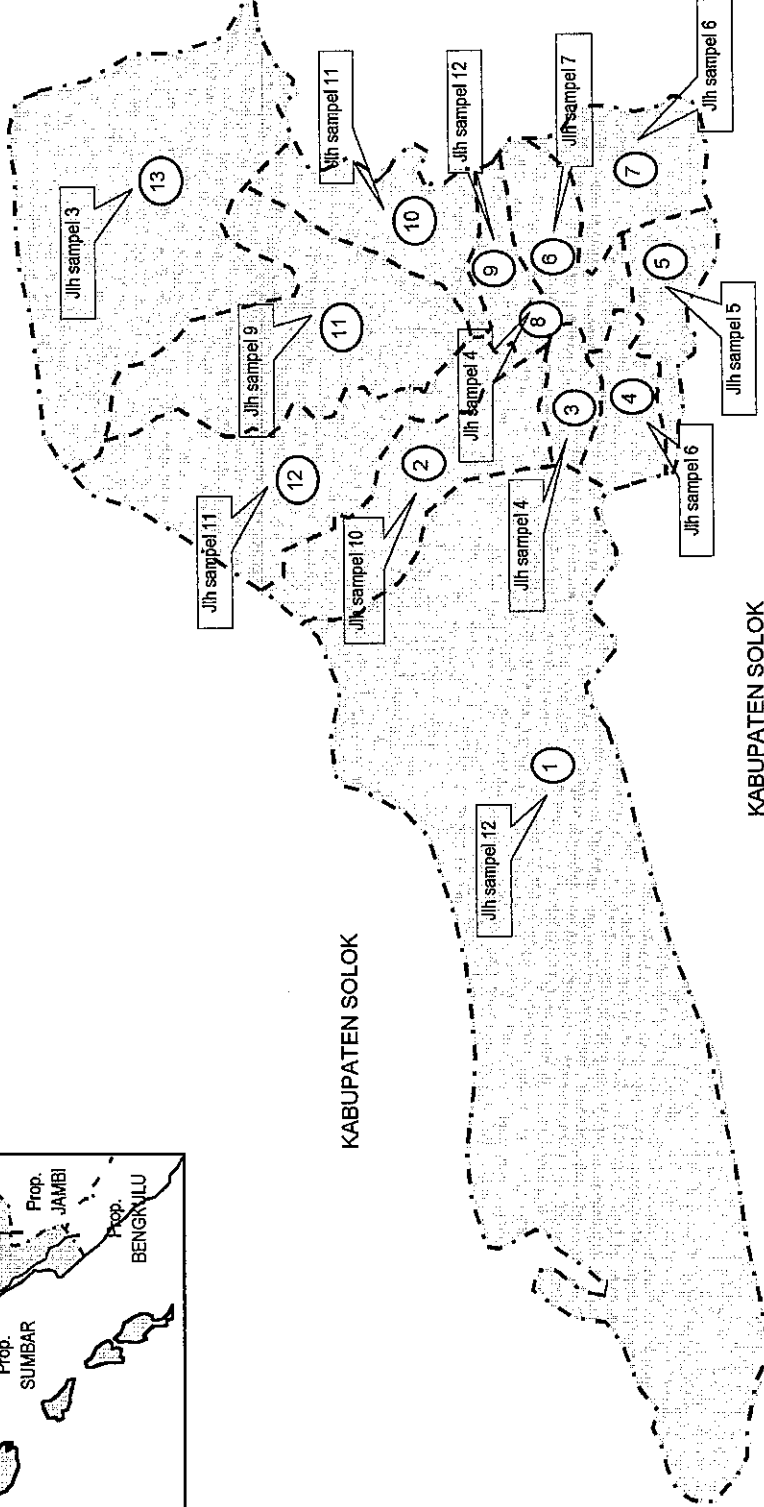 Jlh sampel 3
13
Jlh sampel 11
10
Jlh sampel 12
9
Jlh sampel 7
6
Jlh sampel 6
7
Jlh sampel 9
11
Jlh sampel 4
8
5
Jlh sampel 5
Jlh sampel 11
12
2
Jlh sampel 10
3
Jlh sampel 4
4
Jlh sampel 6
1
Jlh sampel 12
KABUPATEN SOLOK
KABUPATEN SOLOK
Prop.
JAMBI
Prop.
BENGKULU
Prop.
SUMBAR